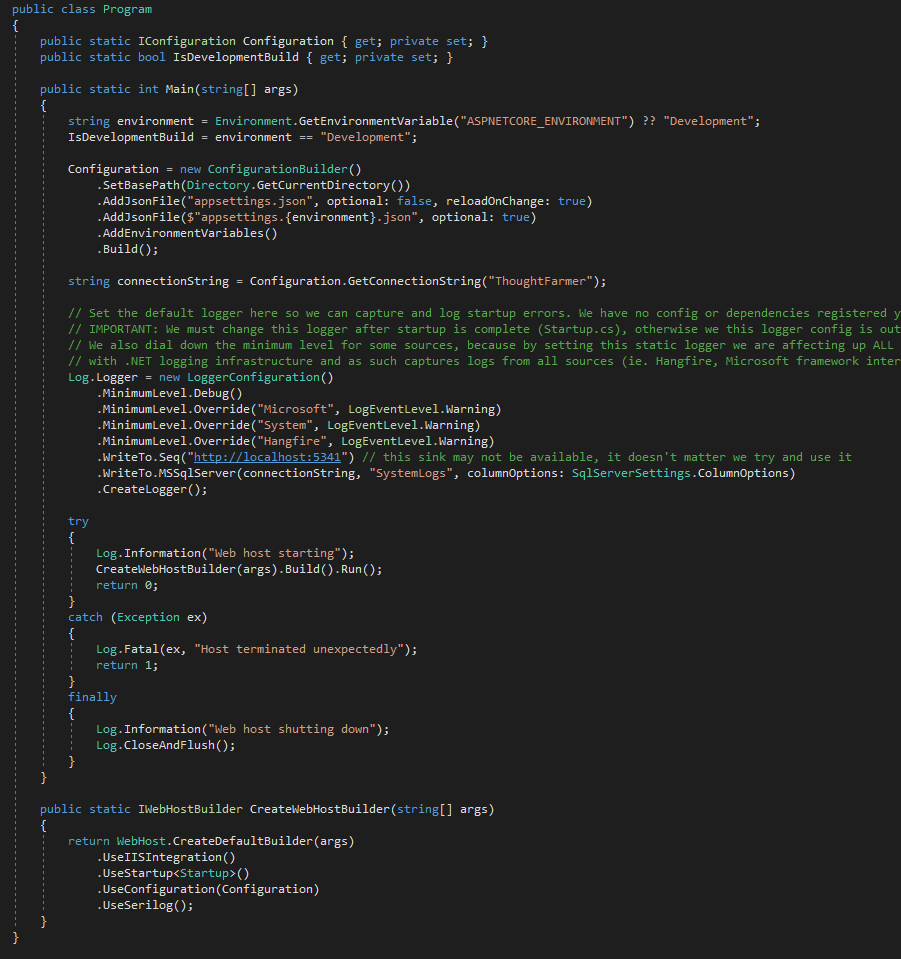 public class Program
{
public static IConfiguration Configuration { get; private set; }
public static bool IsDevelopmentBuild { get; private set; }
public static int Main(string[] args)
{
string environment = Environment.GetEnvironmentVariable("ASPNETCORE_ENVIRONMENT") ?? "Development";
IsDevelopmentBuild = environment == "Development";
Configuration = new ConfigurationBuilder()
.SetBasePath(Directory.GetCurrentDirectory())
.AddJsonFile("appsettings.json", optional: false, reloadOnChange: true)
.AddJsonFile($"appsettings.{environment}.json", optional: true)
.AddEnvironmentVariables()
.Build();
string connectionString = Configuration.GetConnectionString("ThoughtFarmer");
// Set the default logger here so we can capture and log startup errors. We have no config or dependencies registered y
// IMPORTANT: We must change this logger after startup is complete (Startup.cs), otherwise we this logger config is out
// We also dial down the minimum level for some sources, because by setting this static logger we are affecting up ALL
// with .NET logging infrastructure and as such captures logs from all sources (ie. Hangfire, Microsoft framework inter
Log.Logger = new LoggerConfiguration()
.MinimumLevel.Debug()
.MinimumLevel.Override("Microsoft", LogEventLevel.Warning)
.MinimumLevel.Override("System", LogEventLevel.Warning)
.MinimumLevel.Override("Hangfire", LogEventLevel.Warning)
.WriteTo.Seq("http://localhost:5341") // this sink may not be available, it doesn't matter we try and use it
.WriteTo.MSSqlServer(connectionString, "SystemLogs", columnOptions: SqlServerSettings.ColumnOptions)
.CreateLogger();
try
{
Log.Information("Web host starting");
CreateWebHostBuilder(args).Build().Run();
return 0;
}
catch (Exception ex)
{
Log.Fatal(ex, "Host terminated unexpectedly");
return 1;
}
finally
{
Log.Information("Web host shutting down");
Log.CloseAndFlush();
}
}
public static IWebHostBuilder CreateWebHostBuilder(string[] args)
{
return WebHost.CreateDefaultBuilder(args)
.UseIISIntegration()
.UseStartup<Startup>()
.UseConfiguration(Configuration)
.UseSerilog();
}
}